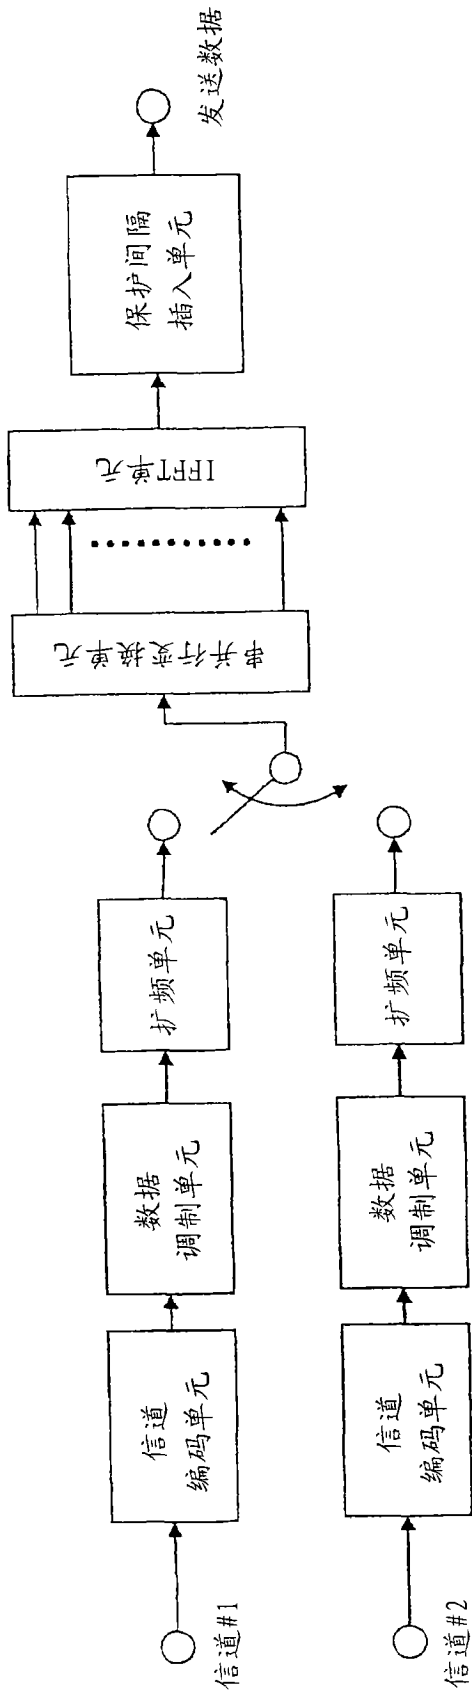 信道#1
信道
编码单元
数据
调制单元
扩频单元
信道#2
信道
编码单元
数据
调制单元
扩频单元
串并行变换单元
IFFT单元
保护间隔
插入单元
发送数据